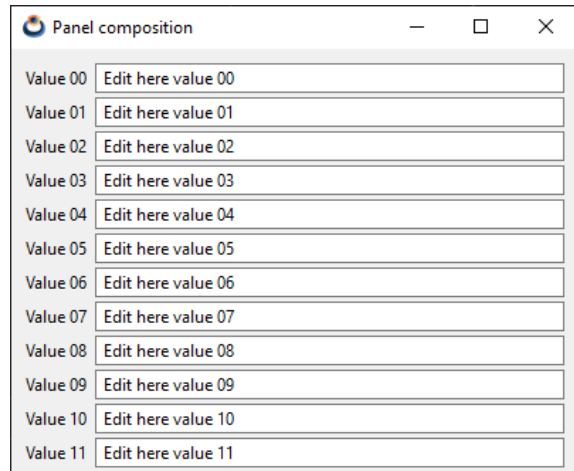 Panel composition
Value 00 Edit here value 00
Value 01 Edit here value 01
Value 02 Edit here value 02
Value 03 Edit here value 03
Value 04 Edit here value 04
Value 05 Edit here value 05
Value 06 Edit here value 06
Value 07 Edit here value 07
Value 08 Edit here value 08
Value 09 Edit here value 09
Value 10 Edit here value 10
Value 11 Edit here value 11